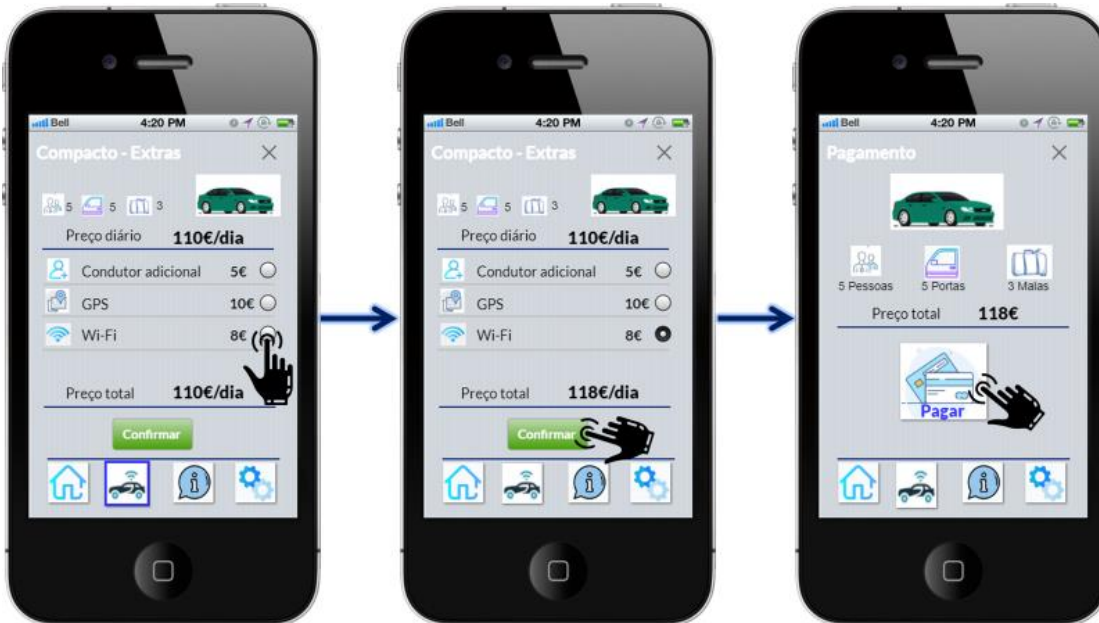 Bell 4:20 PM
Compacto - Extras
5 5 3
Preço diário 110€/dia
Condutor adicional 5€
GPS 10€
Wi-Fi 8€
Preço total 110€/dia
Confirmar
Bell 4:20 PM
Compacto - Extras
5 5 3
Preço diário 110€/dia
Condutor adicional 5€
GPS 10€
Wi-Fi 8€
Preço total 118€/dia
Confirmar
Bell 4:20 PM
Pagamento
5 Pessoas 5 Portas 3 Malas
Preço total 118€
Pagar